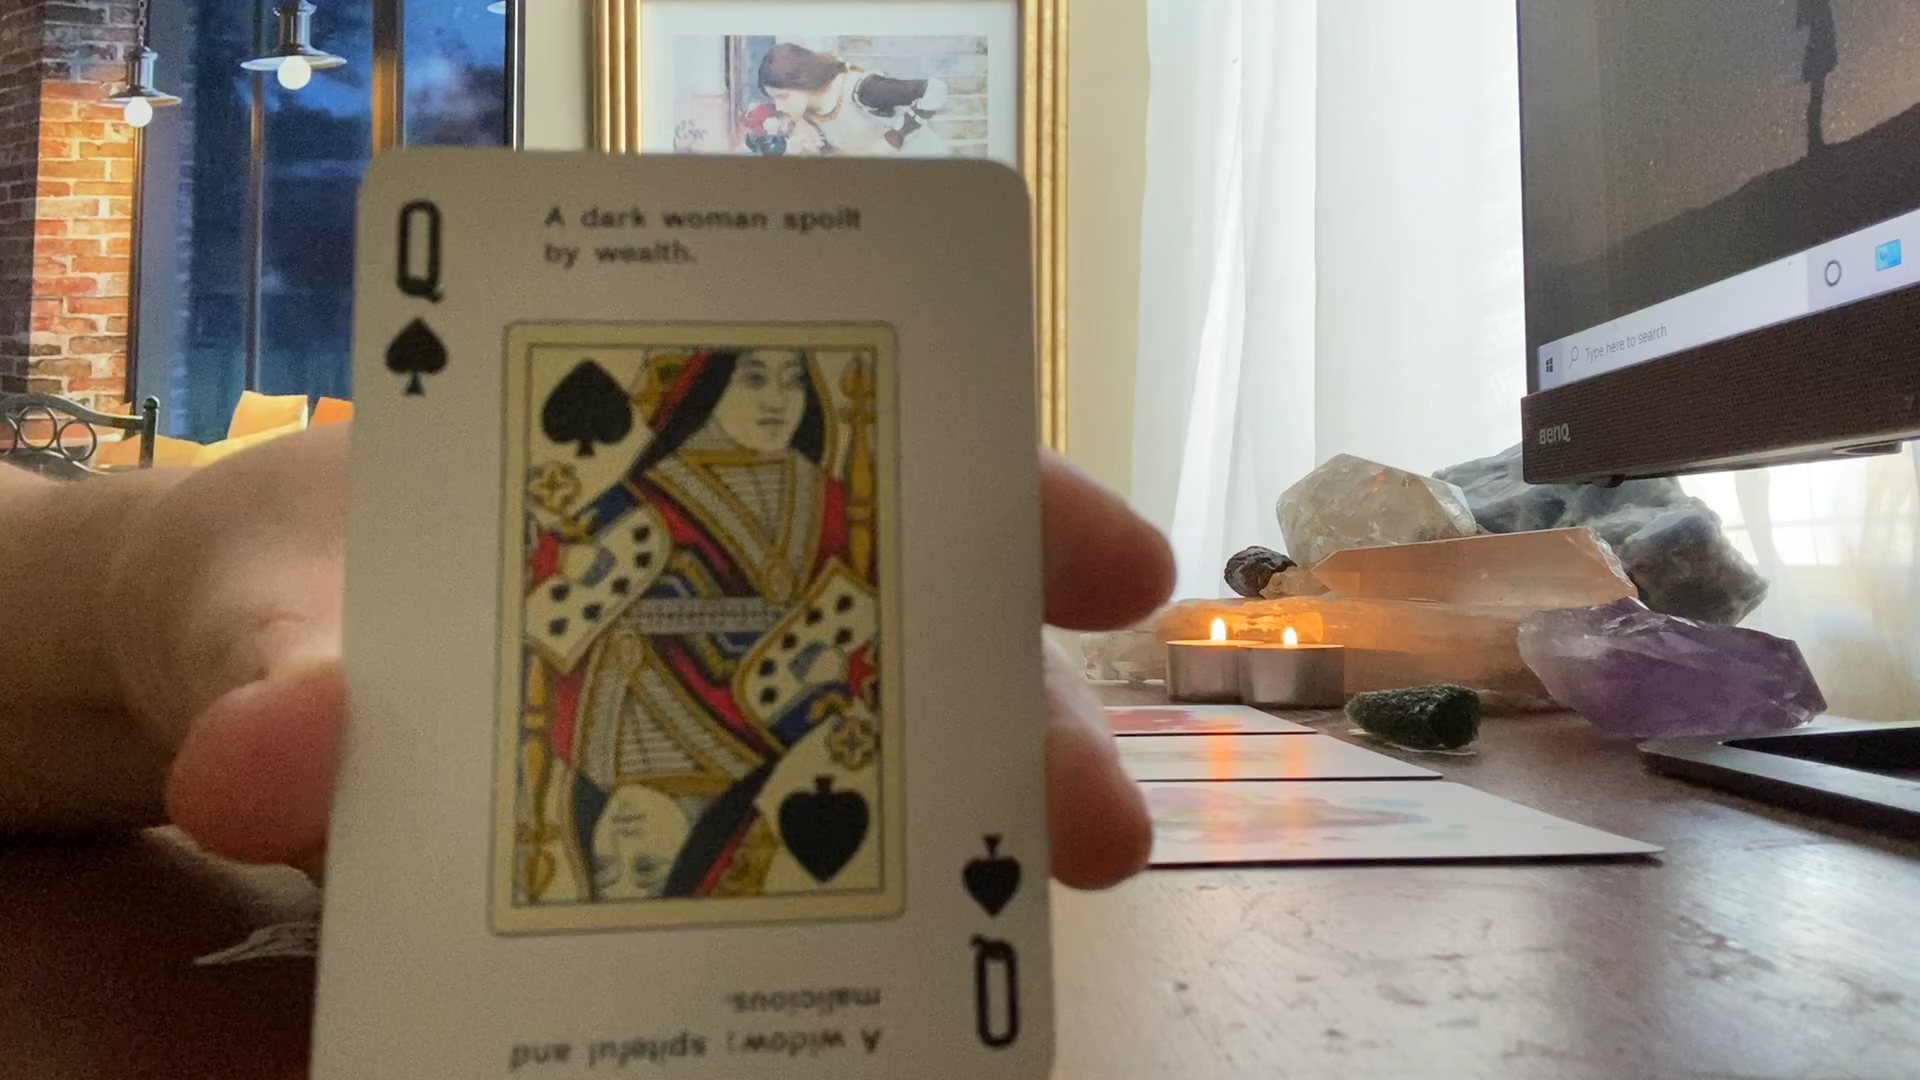 Q
A dark woman spoilt
by wealth.
A widow; spiteful and
malicious.
Q
Type here to search
BenQ